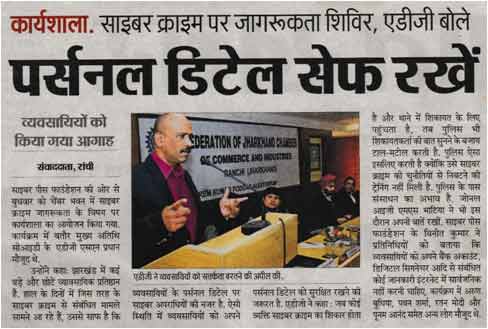 कार्यशाला. साइबर क्राइम पर जागरूकता शिविर, एडीजी बोले
पर्सनल डिटेल सेफ रखें
व्यवसायियों को
किया गया आगाह
संवाददाता, रांची
साइबर पीस फाउंडेशन की ओर से
बुधवार को चेंबर भवन में साइबर
क्राइम जागरूकता के विषय पर
कार्यशाला का आयोजन किया गया.
कार्यक्रम में बतौर मुख्य अतिथि
सीआइडी के एडीजी एसएन प्रधान
मौजूद थे.
उन्होंने कहा: झारखंड में कई
बड़े और छोटे व्यावसायिक प्रतिष्ठान
हैं. हाल के दिनों में जिस तरह के
साइबर क्राइम से संबंधित मामले
सामने आ रहे हैं, उससे साफ है कि
FEDERATION OF JHARKHAND CHAMBER
OF COMMERCE AND INDUSTRIES
RANCHI (JHARKHAND)
एडीजी ने व्यवसायियों को सतर्कता बरतने की अपील की.
व्यवसायियों के पर्सनल डिटेल पर
साइबर अपराधियों की नजर है. ऐसी
स्थिति में व्यवसायियों को अपने
पर्सनल डिटेल को सुरक्षित रखने की
जरूरत है. एडीजी ने कहा : जब कोई
व्यक्ति साइबर क्राइम का शिकार होता
है और थाने में शिकायत के लिए
पहुंचता है, तब पुलिस भी
शिकायतकर्ता की बात सुनने के बजाय
टाल-मटोल करती है. पुलिस ऐसा
इसलिए करती है क्योंकि उसे साइबर
क्राइम की चुनौतियों से निबटने की
ट्रेनिंग नहीं मिली है. पुलिस के पास
संसाधन का अभाव है. जोनल
आइजी एमएस भाटिया ने भी इस
दौरान अपनी बातें रखीं. साइबर पीस
फाउंडेशन के विनीत कुमार ने
प्रतिनिधियों को बताया कि
व्यवसायियों को अपने बैंक अकाउंट,
डिजिटल सिगनेचर आदि से संबंधित
कोई जानकारी इंटरनेट में सार्वजनिक
नहीं करनी चाहिए. कार्यक्रम में अरुण
बुधिया, पवन शर्मा, रतन मोदी और
पूनम आनंद समेत अन्य लोग मौजूद थे.